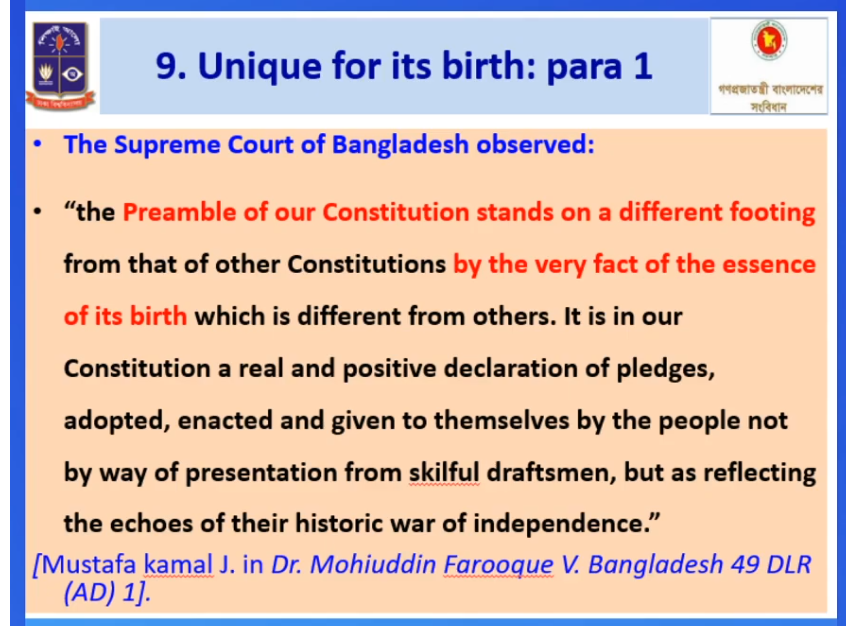 9. Unique for its birth: para 1
গণপ্রজাতন্ত্রী বাংলাদেশের
সংবিধান
• The Supreme Court of Bangladesh observed:
• “the Preamble of our Constitution stands on a different footing
from that of other Constitutions by the very fact of the essence
of its birth which is different from others. It is in our
Constitution a real and positive declaration of pledges,
adopted, enacted and given to themselves by the people not
by way of presentation from skilful draftsmen, but as reflecting
the echoes of their historic war of independence.”
[Mustafa kamal J. in Dr. Mohiuddin Farooque V. Bangladesh 49 DLR
(AD) 1].